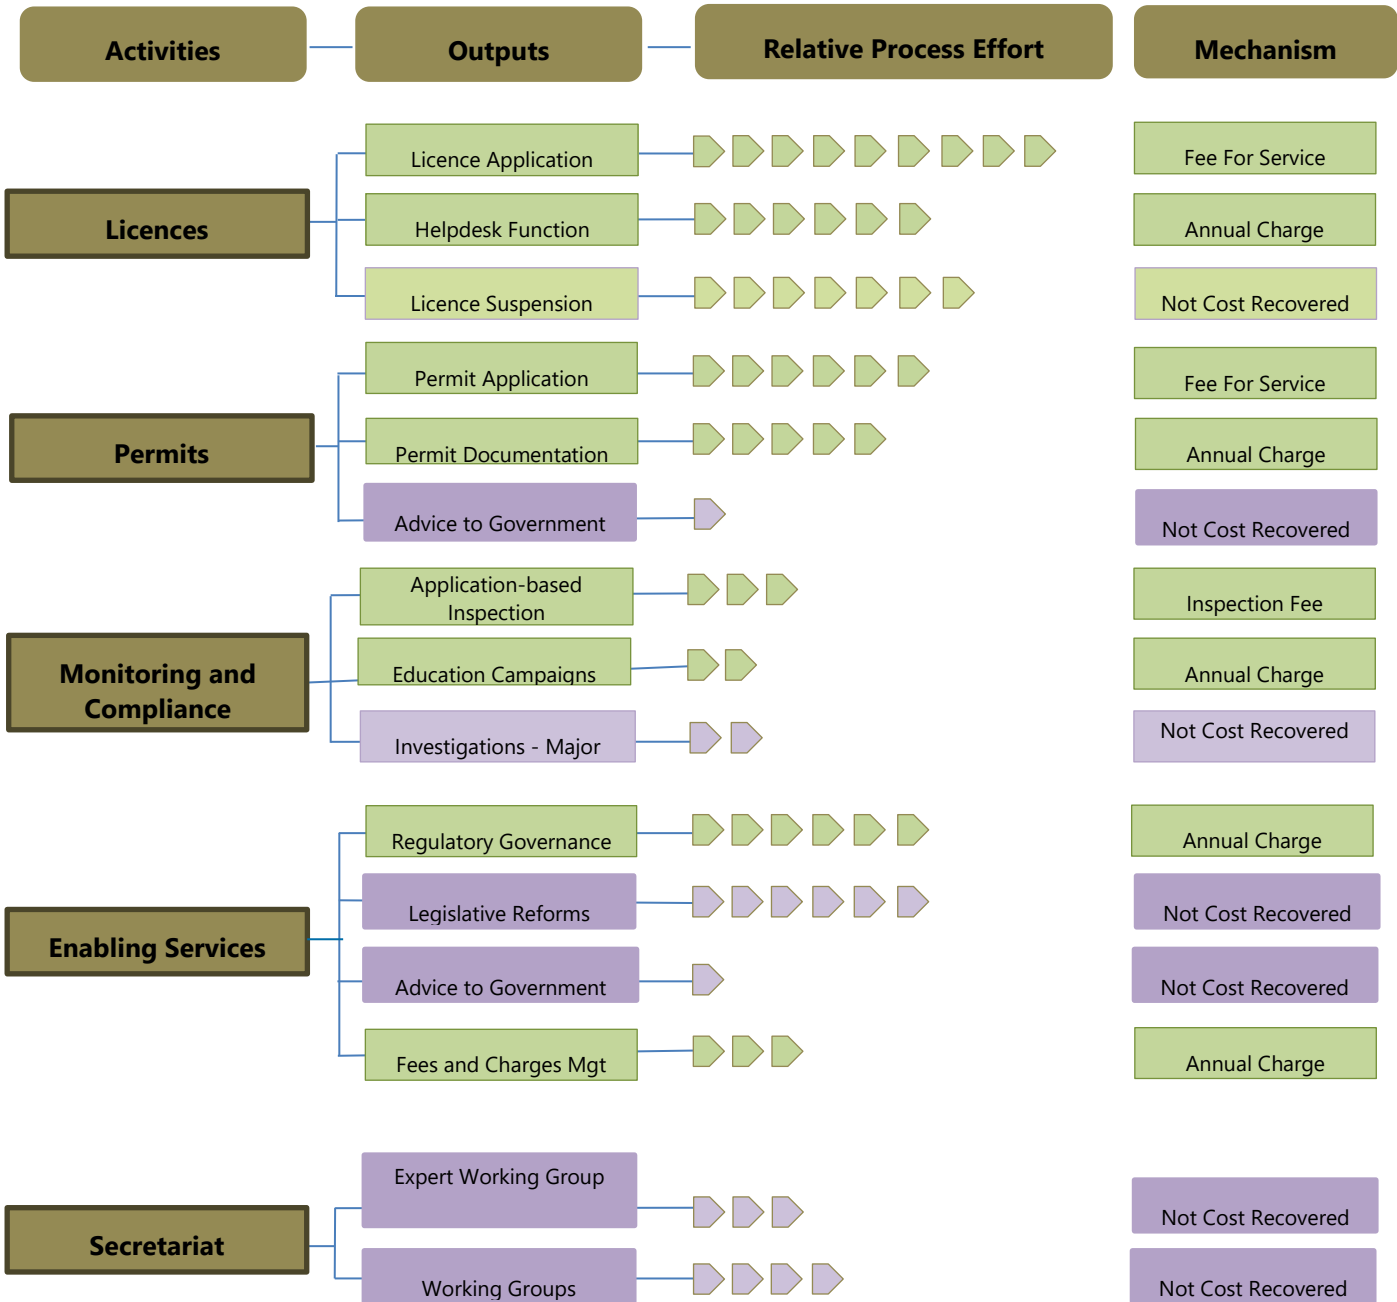 Activities
Outputs
Relative Process Effort
Mechanism
Licence Application
Fee For Service
Licences
Helpdesk Function
Annual Charge
Licence Suspension
Not Cost Recovered
Permit Application
Fee For Service
Permits
Permit Documentation
Annual Charge
Advice to Government
Not Cost Recovered
Application-based
Inspection
Inspection Fee
Monitoring and
Compliance
Education Campaigns
Annual Charge
Investigations - Major
Not Cost Recovered
Regulatory Governance
Annual Charge
Legislative Reforms
Not Cost Recovered
Enabling Services
Advice to Government
Not Cost Recovered
Fees and Charges Mgt
Annual Charge
Expert Working Group
Not Cost Recovered
Secretariat
Working Groups
Not Cost Recovered